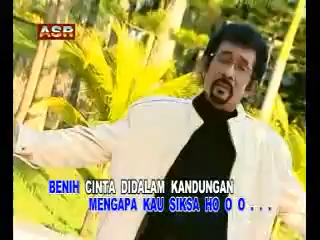 ASR
BENIH CINTA DIDALAM KANDUNGAN
MENGAPA KAU SIKSA HO O O . . .